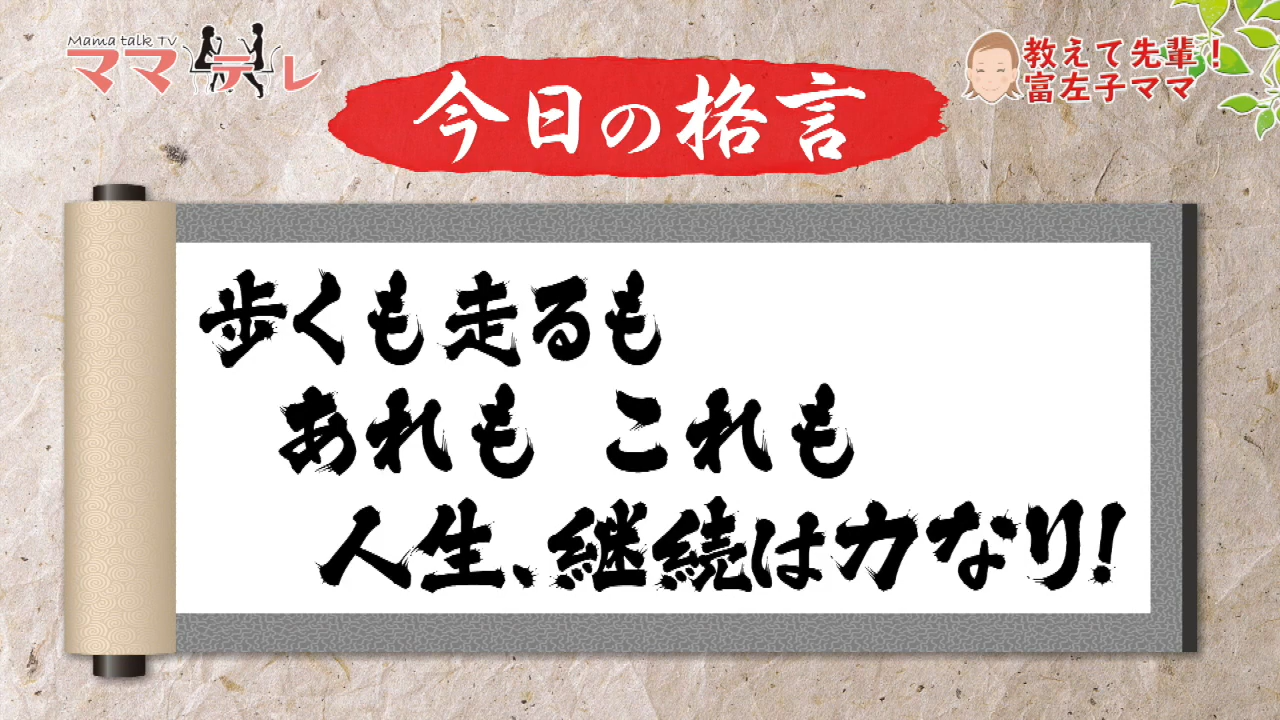 Mama talk TV
ママテレ
今日の格言
教えて先輩!
富左子ママ
歩くも走るも
あれも これも
人生、継続は力なり!